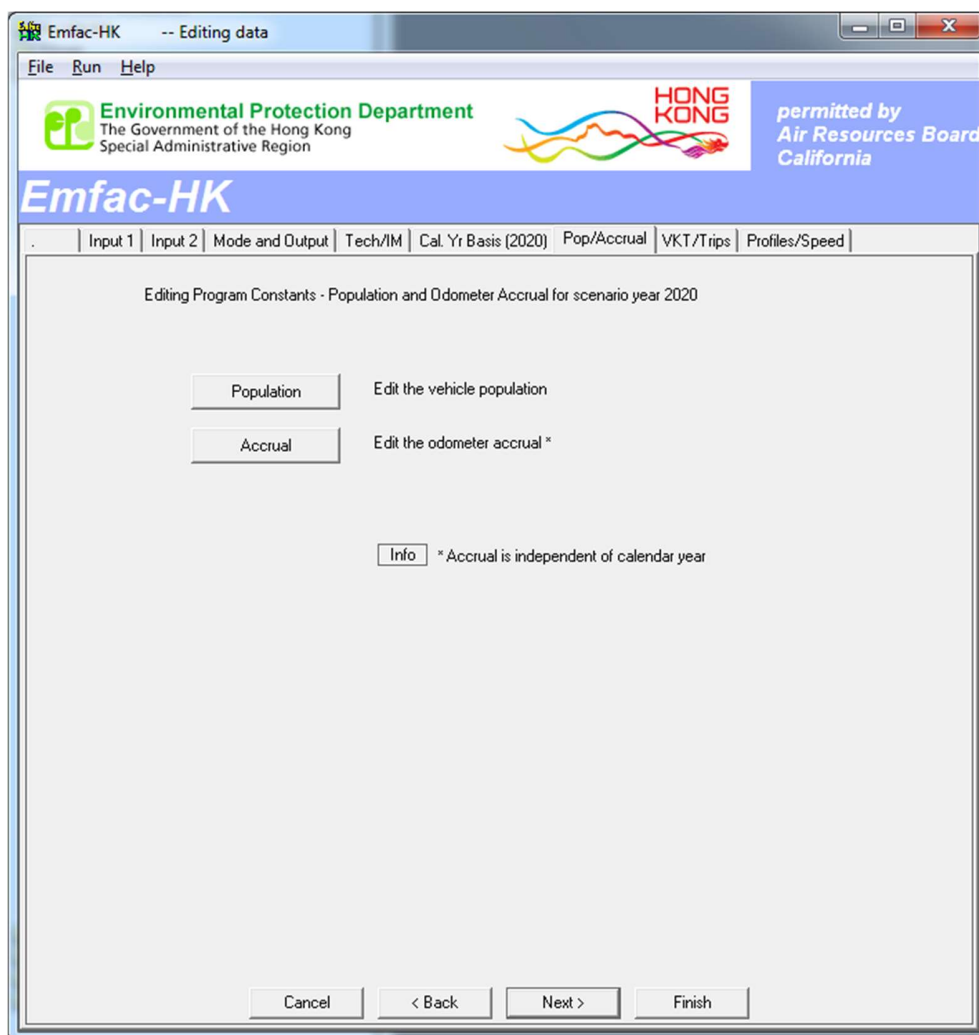 Emfac-HK -- Editing data
File Run Help
Environmental Protection Department
The Government of the Hong Kong
Special Administrative Region
HONG
KONG
permitted by
Air Resources Board
California
Emfac-HK
. Input 1 Input 2 Mode and Output Tech/IM Cal. Yr Basis (2020) Pop/Accrual VKT/Trips Profiles/Speed
Editing Program Constants - Population and Odometer Accrual for scenario year 2020
Population Edit the vehicle population
Accrual Edit the odometer accrual *
Info * Accrual is independent of calendar year
Cancel < Back Next > Finish